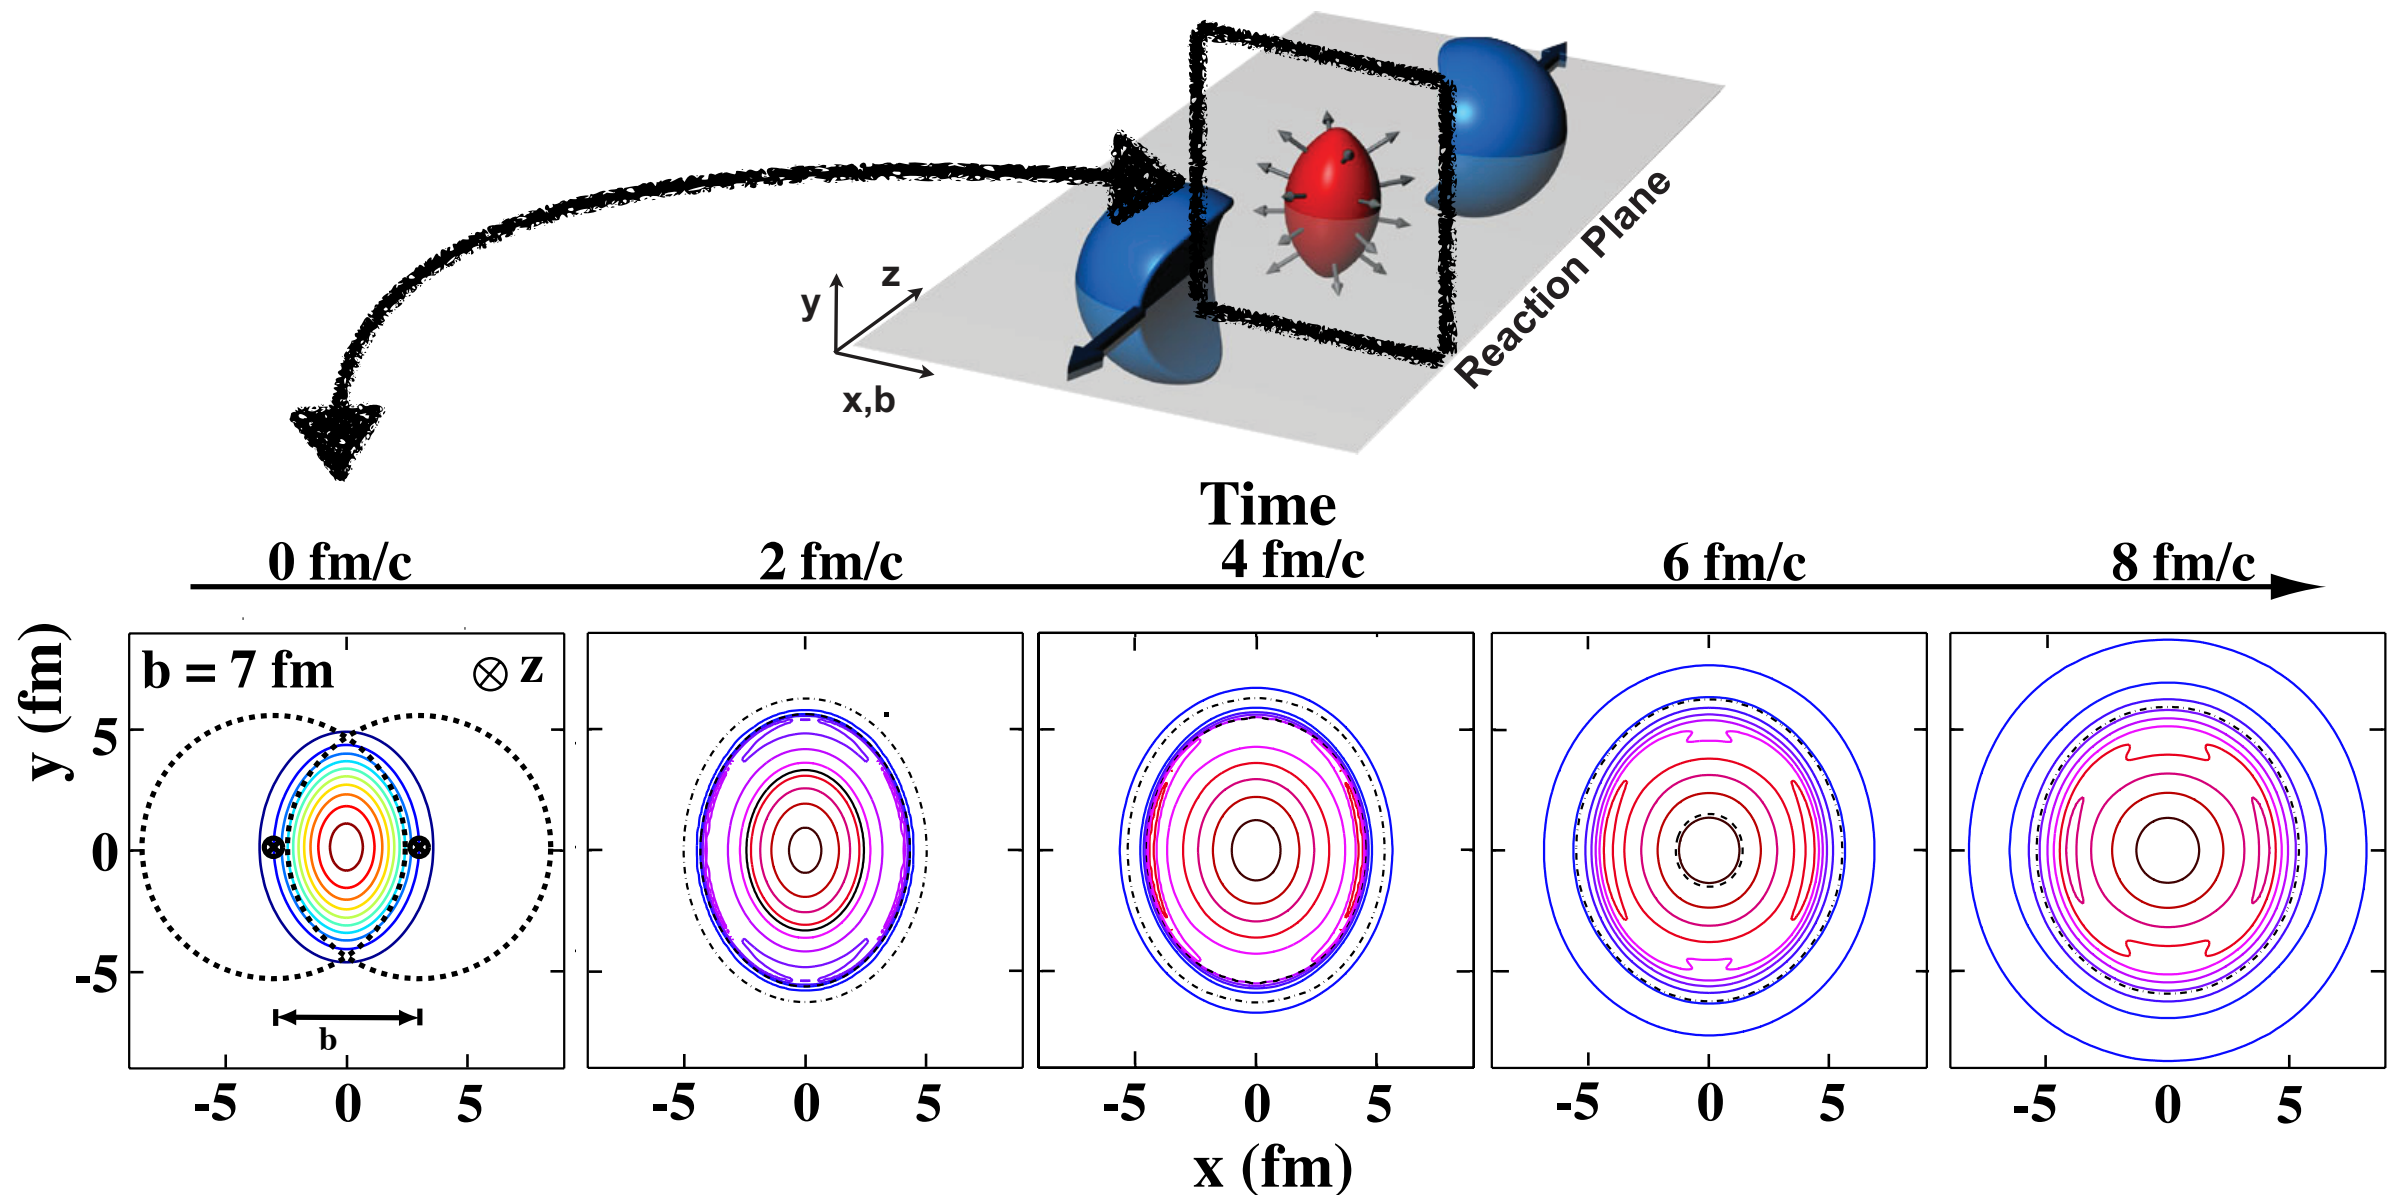 y
z
x,b
Reaction Plane
Time
0 fm/c 2 fm/c 4 fm/c 6 fm/c 8 fm/c
y (fm)
b = 7 fm
⊗ z
5
0
-5
b
-5 0 5 -5 0 5 -5 0 5 -5 0 5 -5 0 5
x (fm)